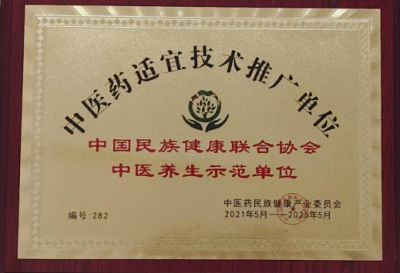 中医药适宜技术推广单位
中国民族健康联合协会
中医养生示范单位
编号:282
中医药民族健康产业委员会
2021年5月——2025年5月